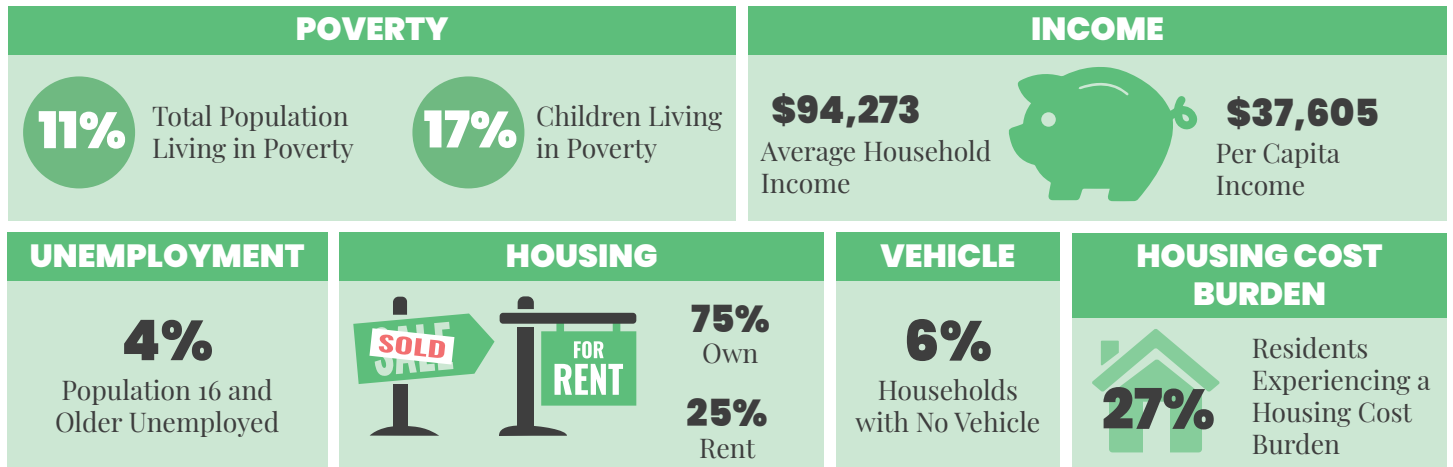 POVERTY
11%
Total Population
Living in Poverty
17%
Children Living
in Poverty
INCOME
$94,273
Average Household
Income
$37,605
Per Capita
Income
UNEMPLOYMENT
4%
Population 16 and
Older Unemployed
HOUSING
SALE
SOLD
FOR
RENT
75%
Own
25%
Rent
VEHICLE
6%
Households
with No Vehicle
HOUSING COST
BURDEN
27%
Residents
Experiencing a
Housing Cost
Burden